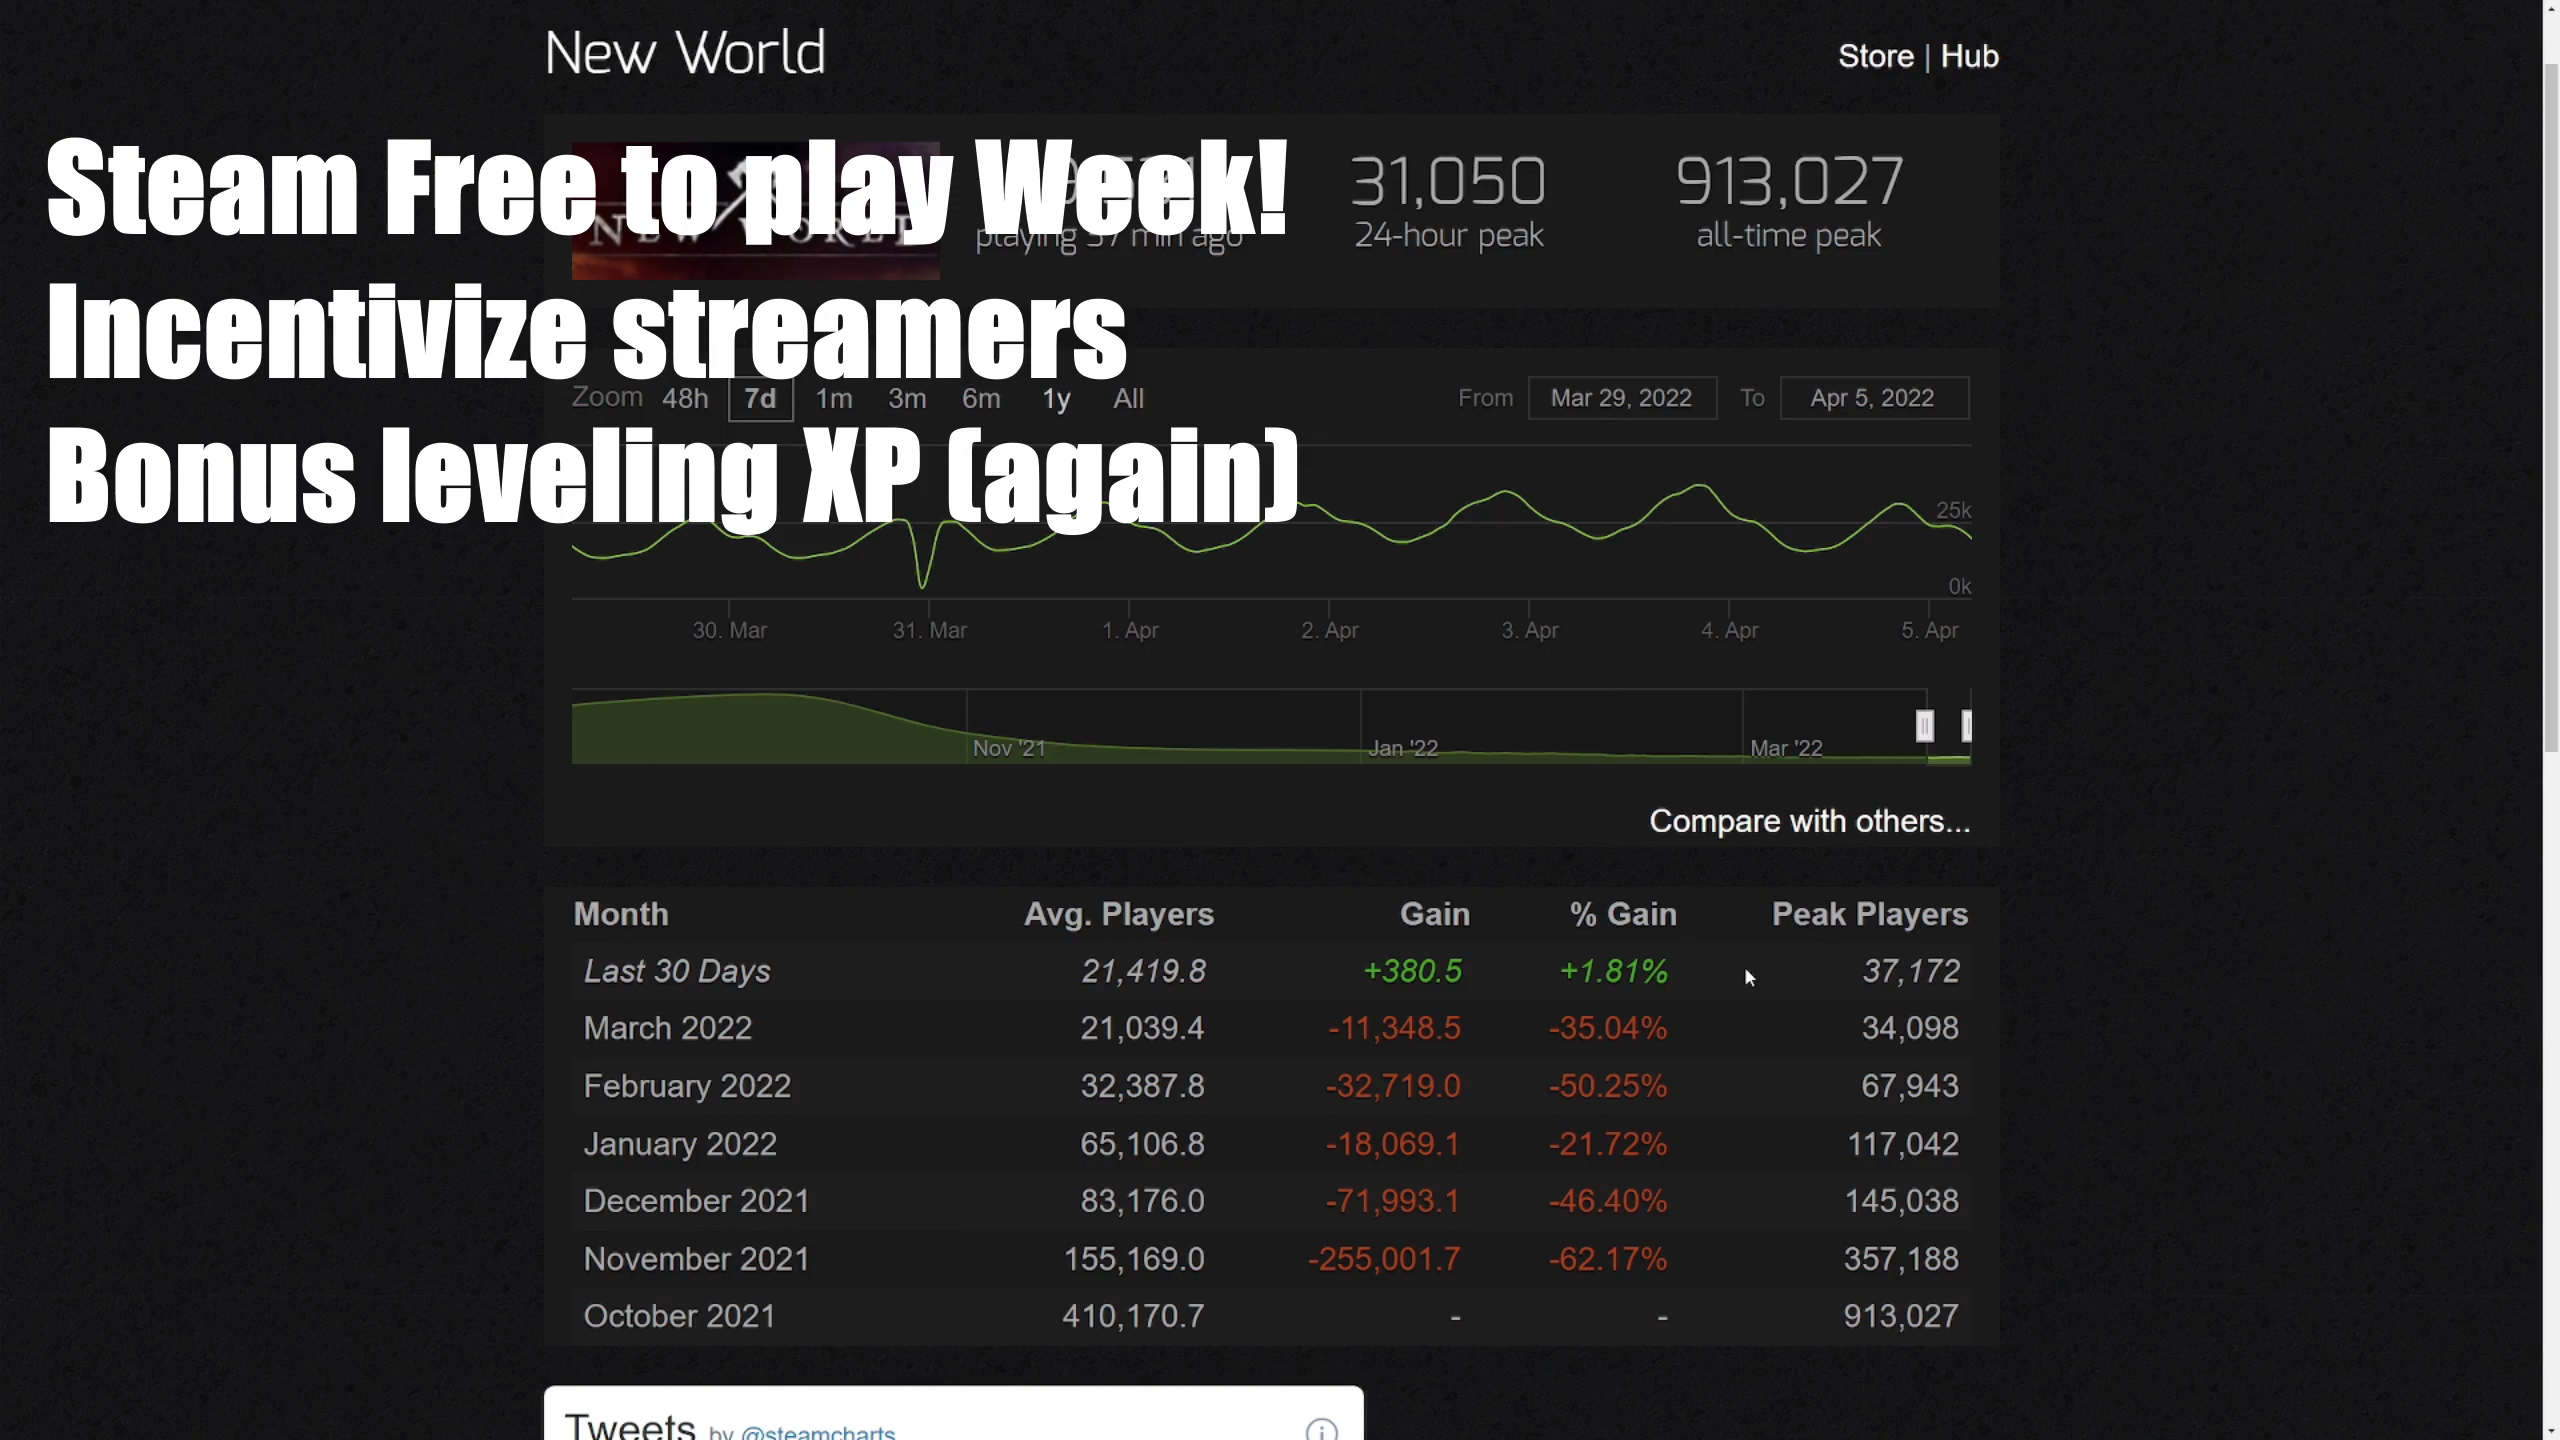 New World
Store | Hub
Steam Free to play Week!
31,050
913,027
NEW WORLD
playing 57 min ago
24-hour peak
all-time peak
Incentivize streamers
Zoom 48h 7d 1m 3m 6m 1y All
From Mar 29, 2022 To Apr 5, 2022
Bonus leveling XP (again)
25k
0k
30. Mar 31. Mar 1. Apr 2. Apr 3. Apr 4. Apr 5. Apr
Nov '21 Jan '22 Mar '22
Compare with others...
Month Avg. Players Gain % Gain Peak Players
Last 30 Days 21,419.8 +380.5 +1.81% 37,172
March 2022 21,039.4 -11,348.5 -35.04% 34,098
February 2022 32,387.8 -32,719.0 -50.25% 67,943
January 2022 65,106.8 -18,069.1 -21.72% 117,042
December 2021 83,176.0 -71,993.1 -46.40% 145,038
November 2021 155,169.0 -255,001.7 -62.17% 357,188
October 2021 410,170.7 - - 913,027
Tweets by @steamcharts